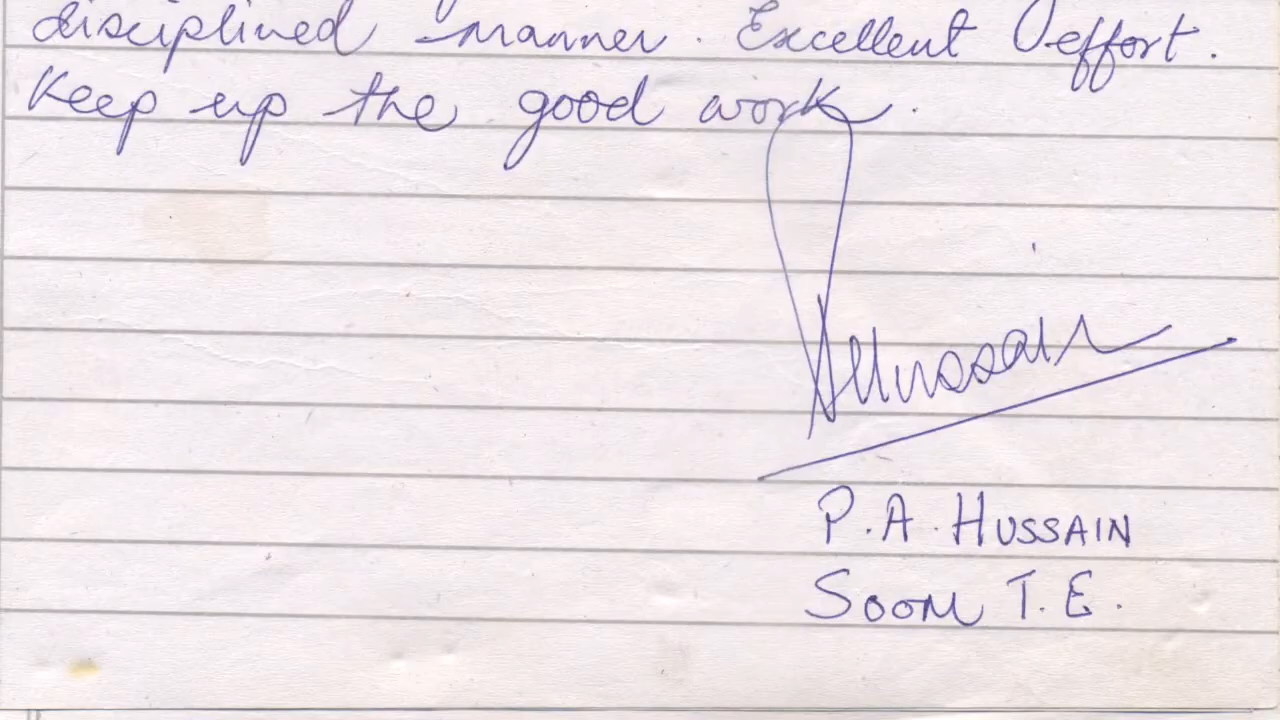 disciplined manner. Excellent effort.
Keep up the good work.
P.A. HUSSAIN
SOOM T.E.